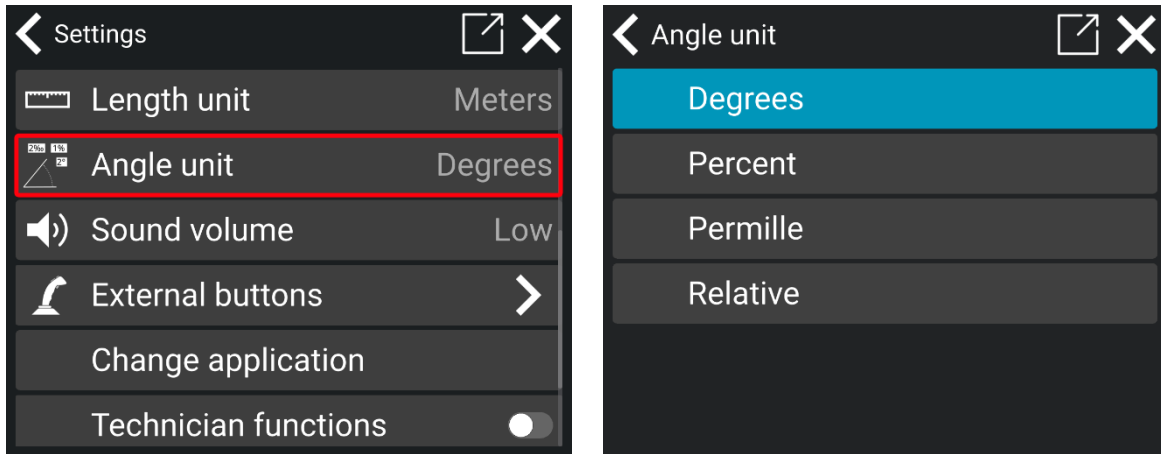 Settings
Length unit Meters
2‰ 1%
2°
Angle unit Degrees
Sound volume Low
External buttons
Change application
Technician functions
Angle unit
Degrees
Percent
Permille
Relative